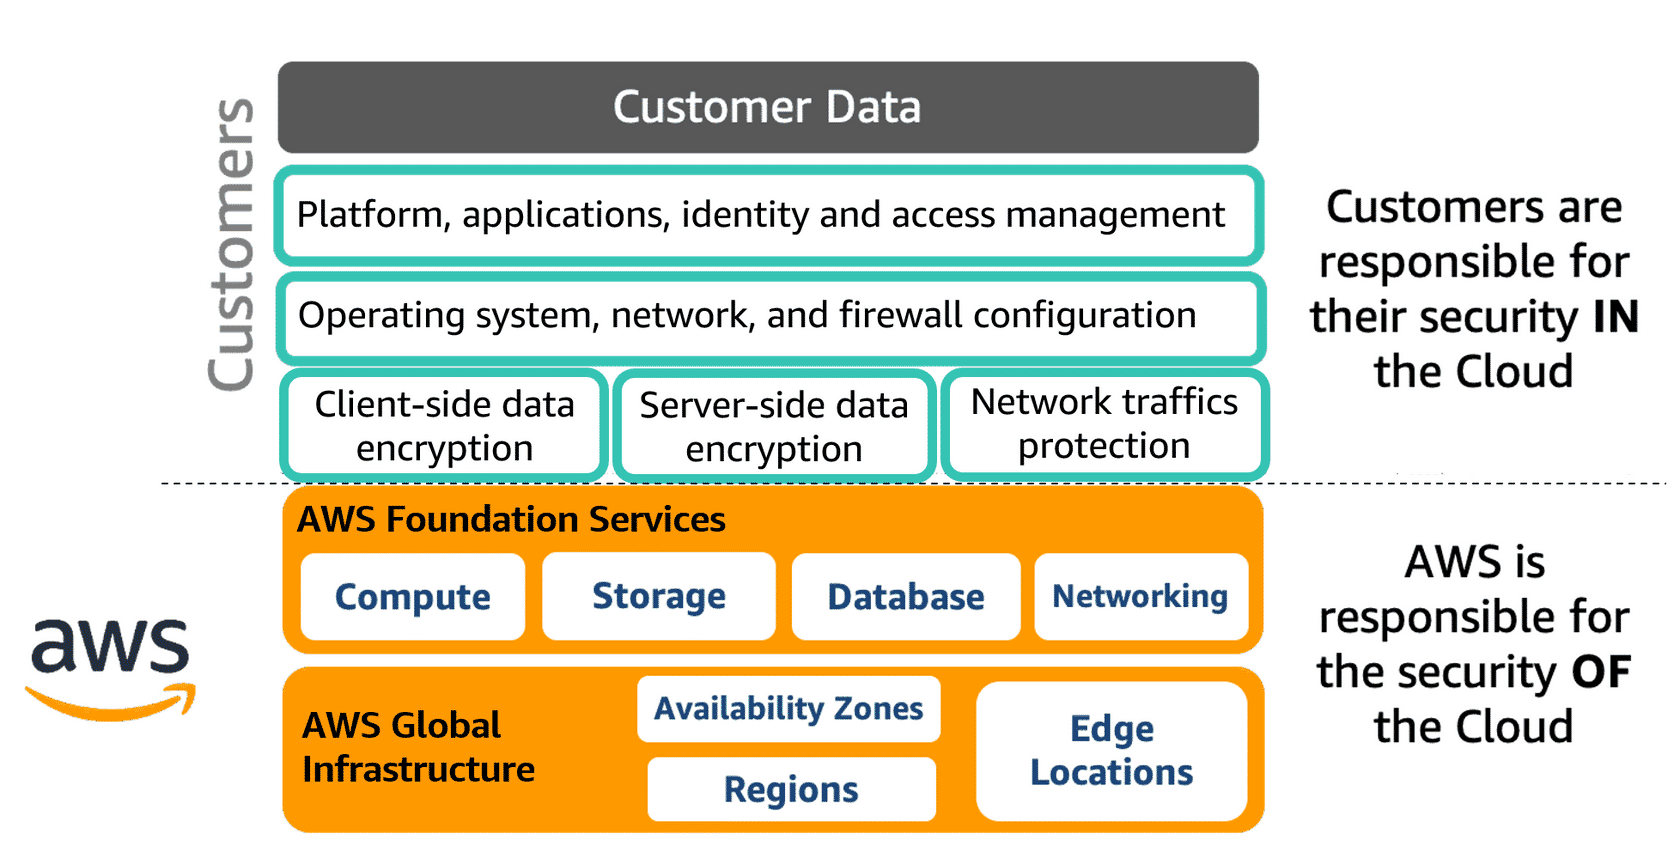 Customers
Customer Data
Platform, applications, identity and access management
Operating system, network, and firewall configuration
Client-side data
encryption
Server-side data
encryption
Network traffics
protection
Customers are
responsible for
their security IN
the Cloud
aws
AWS Foundation Services
Compute
Storage
Database
Networking
AWS Global
Infrastructure
Availability Zones
Regions
Edge
Locations
AWS is
responsible for
the security OF
the Cloud